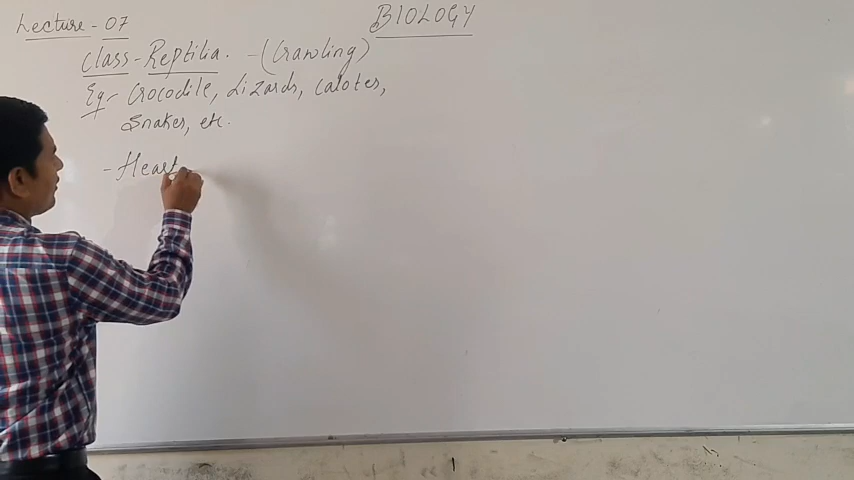 Lecture - 07
BIOLOGY
Class - Reptilia. - (Crawling)
Eg - Crocodile, Lizards, Calotes,
Snakes, etc.
- Heart